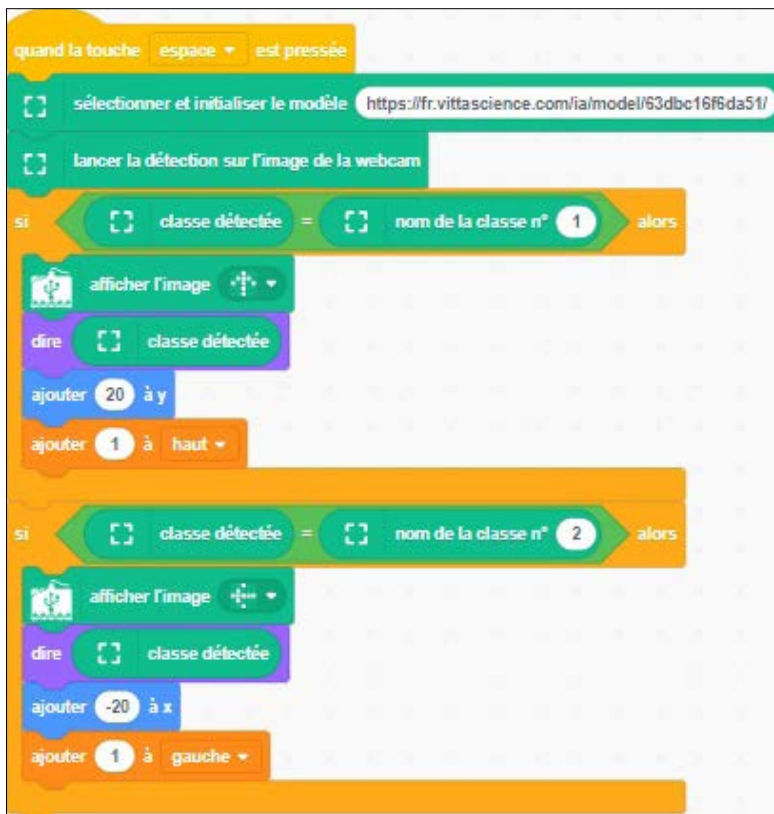 quand la touche espace est pressée
sélectionner et initialiser le modèle https://fr.vittascience.com/ia/model/63dbc16f6da51/
lancer la détection sur l'image de la webcam
si classe détectée = nom de la classe n° 1 alors
afficher l'image
dire classe détectée
ajouter 20 à y
ajouter 1 à haut
si classe détectée = nom de la classe n° 2 alors
afficher l'image
dire classe détectée
ajouter -20 à x
ajouter 1 à gauche